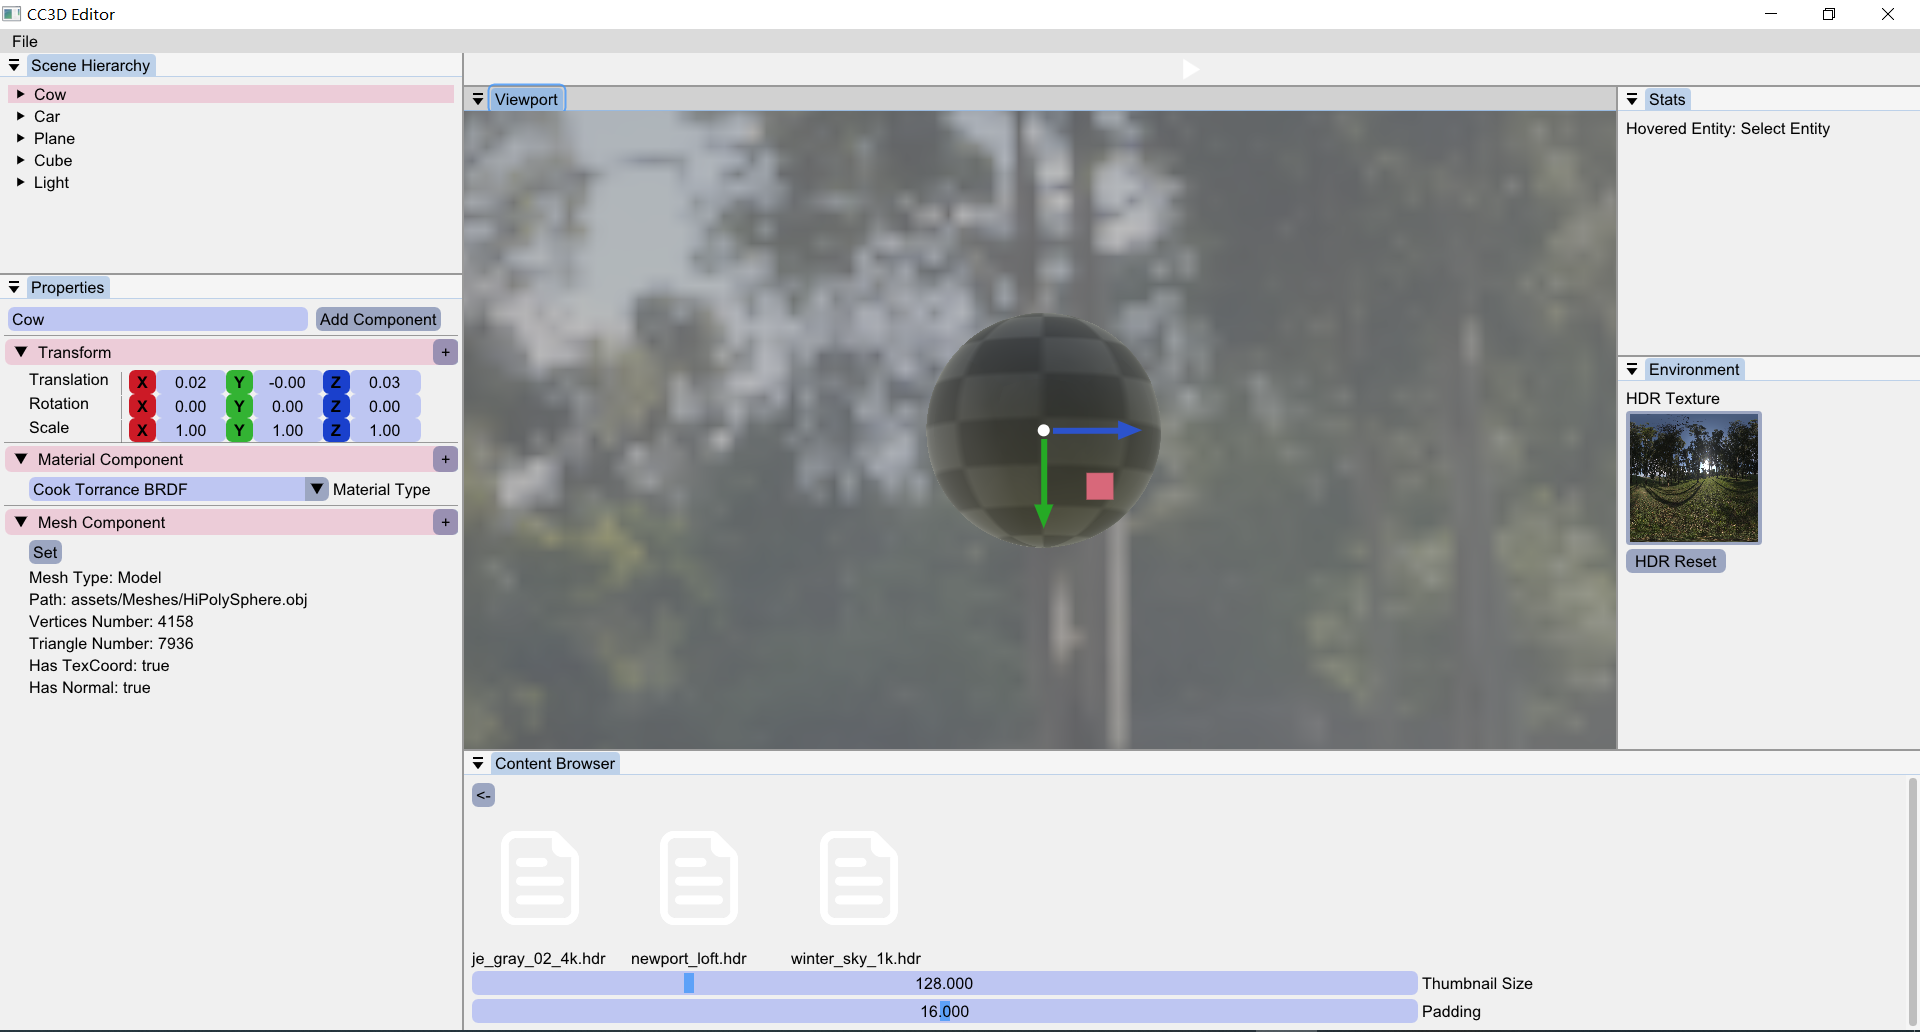 CC3D Editor
File
Scene Hierarchy
Cow
Car
Plane
Cube
Light
Properties
Cow
Add Component
Transform
+
Translation X 0.02 Y -0.00 Z 0.03
Rotation X 0.00 Y 0.00 Z 0.00
Scale X 1.00 Y 1.00 Z 1.00
Material Component
+
Cook Torrance BRDF
Material Type
Mesh Component
+
Set
Mesh Type: Model
Path: assets/Meshes/HiPolySphere.obj
Vertices Number: 4158
Triangle Number: 7936
Has TexCoord: true
Has Normal: true
Viewport
Stats
Hovered Entity: Select Entity
Environment
HDR Texture
HDR Reset
Content Browser
<-
je_gray_02_4k.hdr
newport_loft.hdr
winter_sky_1k.hdr
128.000
Thumbnail Size
16.000
Padding